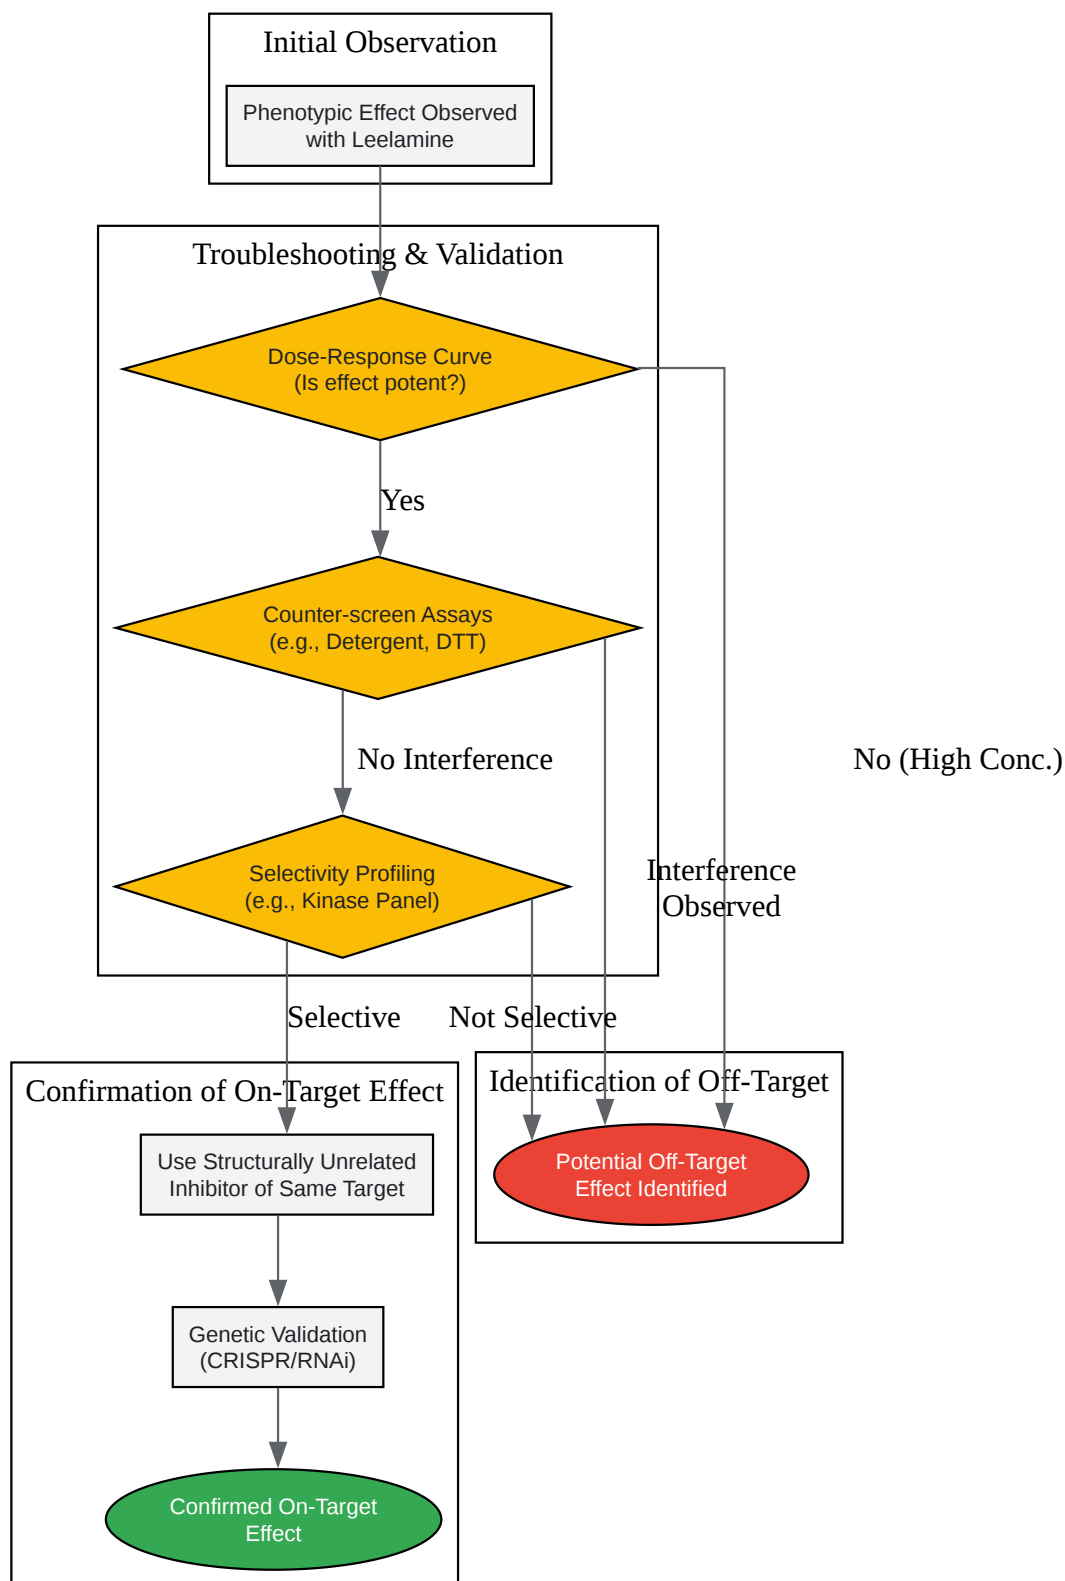 Initial Observation
Phenotypic Effect Observed
with Leelamine
Troubleshooting & Validation
Dose-Response Curve
(Is effect potent?)
Yes
Counter-screen Assays
(e.g., Detergent, DTT)
No Interference
No (High Conc.)
Selectivity Profiling
(e.g., Kinase Panel)
Interference
Observed
Selective
Not Selective
Confirmation of On-Target Effect
Identification of Off-Target
Use Structurally Unrelated
Inhibitor of Same Target
Potential Off-Target
Effect Identified
Genetic Validation
(CRISPR/RNAi)
Confirmed On-Target
Effect